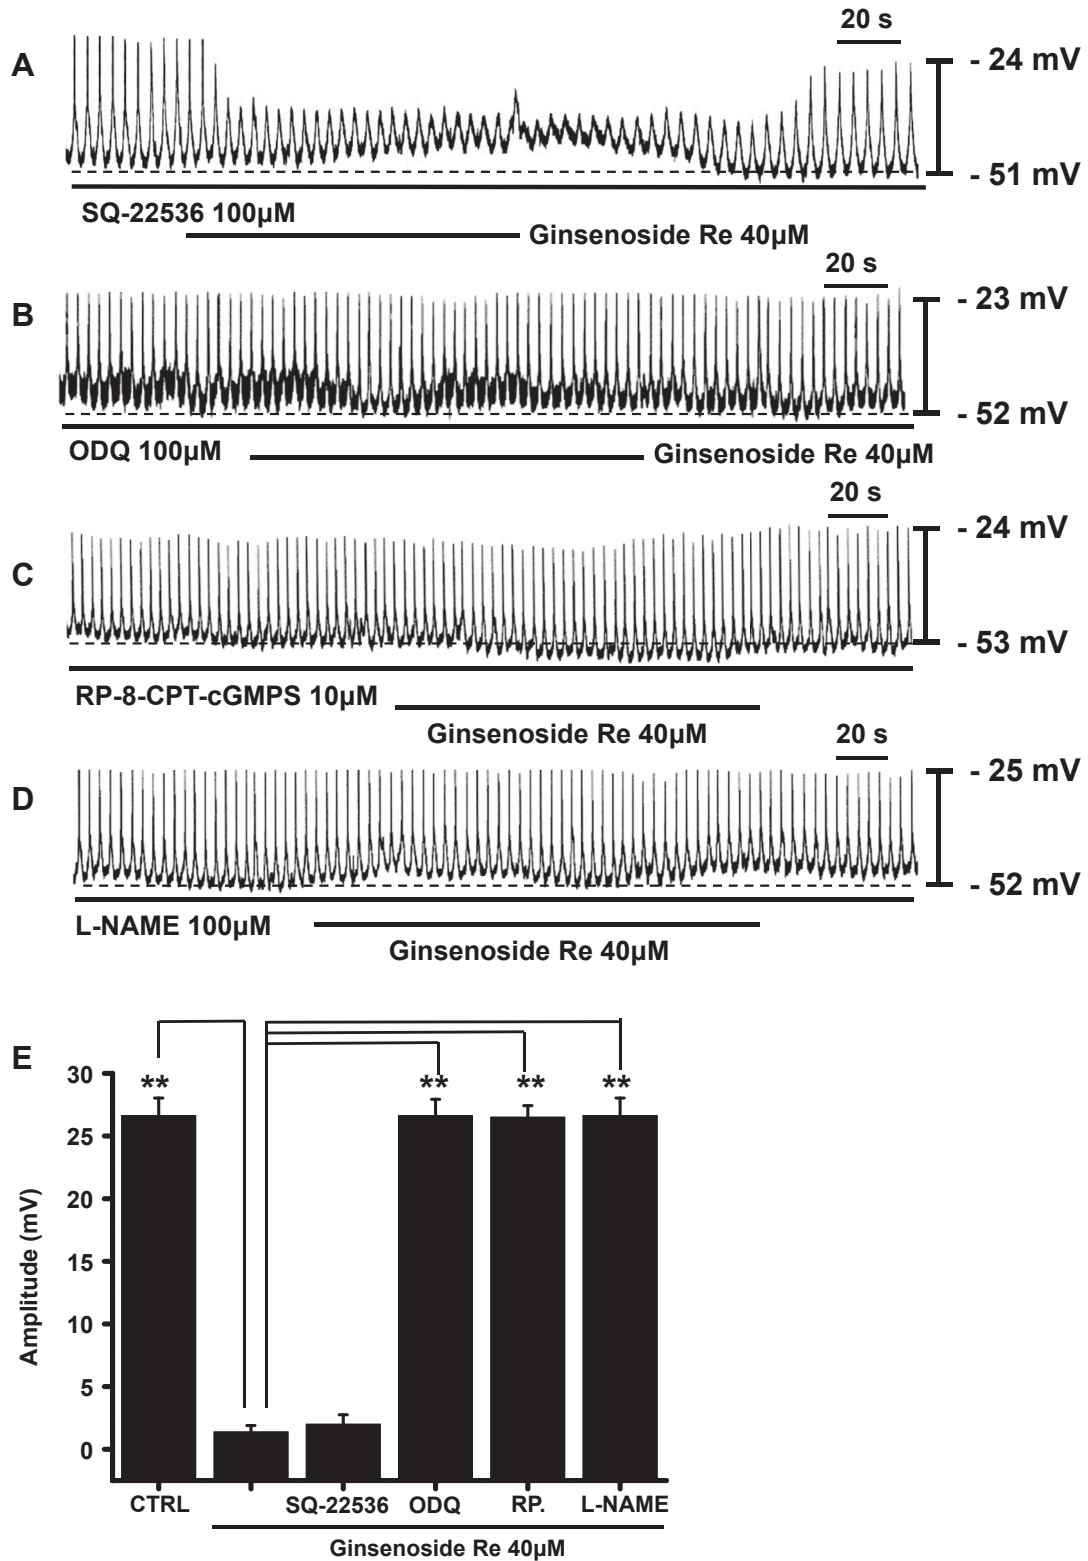 20 s
A
- 24 mV
- 51 mV
SQ-22536 100µM
Ginsenoside Re 40µM
20 s
B
- 23 mV
- 52 mV
ODQ 100µM
Ginsenoside Re 40µM
20 s
C
- 24 mV
- 53 mV
RP-8-CPT-cGMPS 10µM
Ginsenoside Re 40µM
20 s
D
- 25 mV
- 52 mV
L-NAME 100µM
Ginsenoside Re 40µM
E
** ** ** **
Amplitude (mV)
30
25
20
15
10
5
0
CTRL SQ-22536 ODQ RP. L-NAME
Ginsenoside Re 40µM